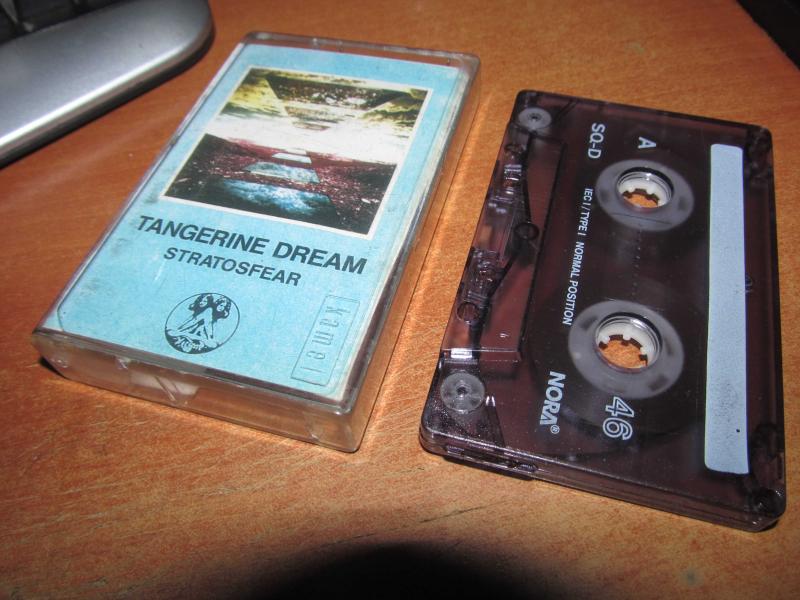 TANGERINE DREAM
STRATOSFEAR
kamel
A
SQ-D
IEC I / TYPE I NORMAL POSITION
NORA®
46